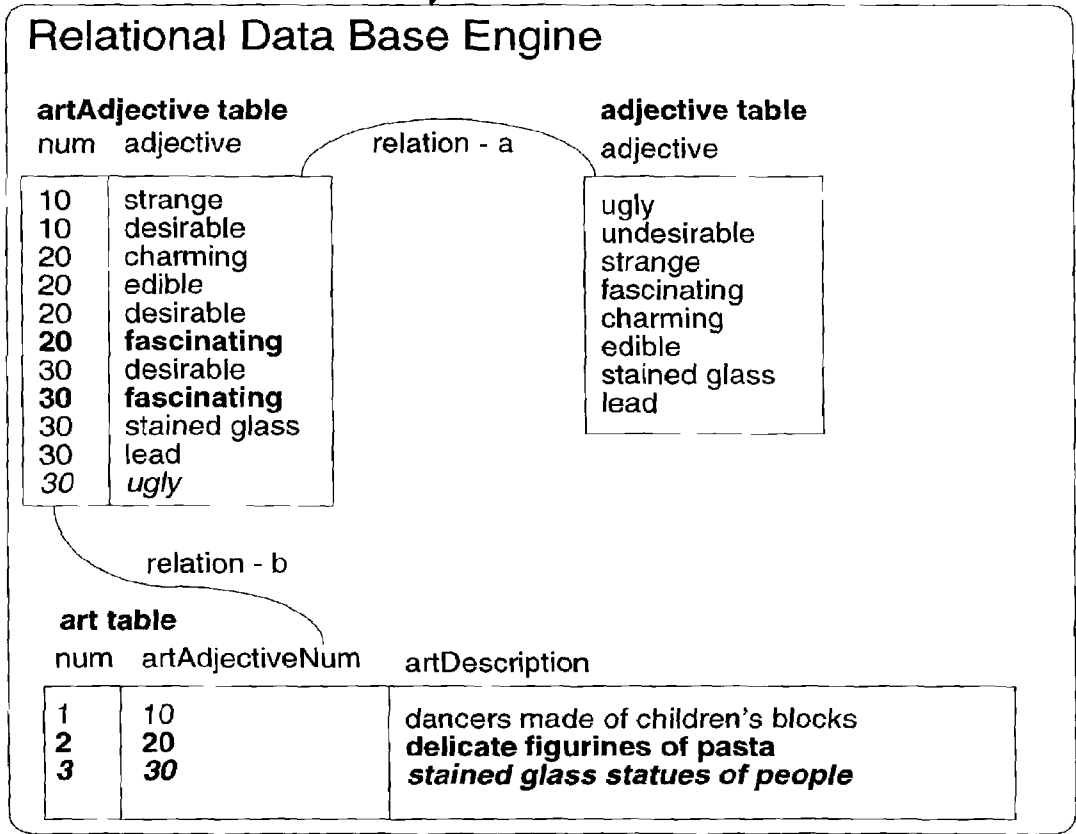 Relational Data Base Engine
artAdjective table
num adjective
relation - a
adjective table
adjective
10 strange
10 desirable
20 charming
20 edible
20 desirable
20 fascinating
30 desirable
30 fascinating
30 stained glass
30 lead
30 ugly
ugly
undesirable
strange
fascinating
charming
edible
stained glass
lead
relation - b
art table
num artAdjectiveNum artDescription
1 10 dancers made of children's blocks
2 20 delicate figurines of pasta
3 30 stained glass statues of people